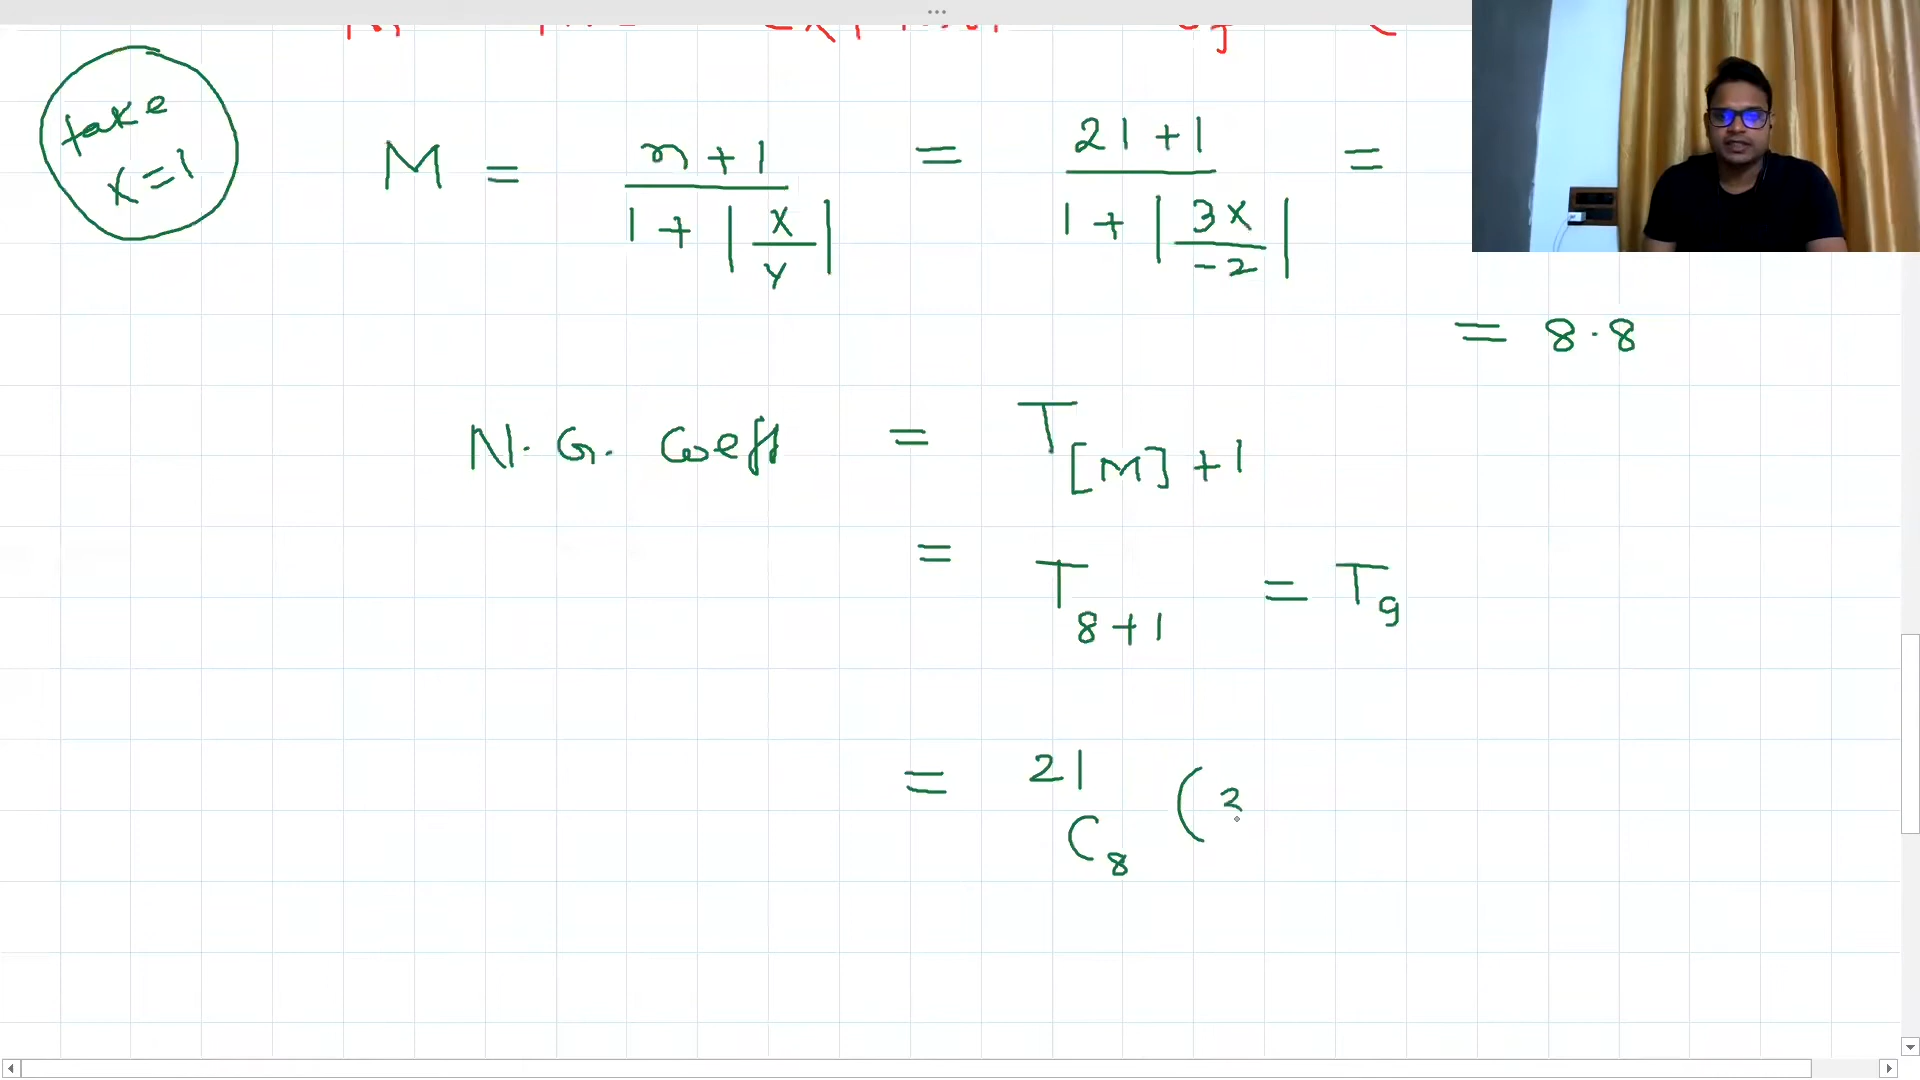 take
x=1
M = n+1 / 1 + |x/y| = 21+1 / 1 + |3x/-2| =
= 8.8
N. G. Coeff = T[M]+1
= T8+1 = T9
= 21C8 (3